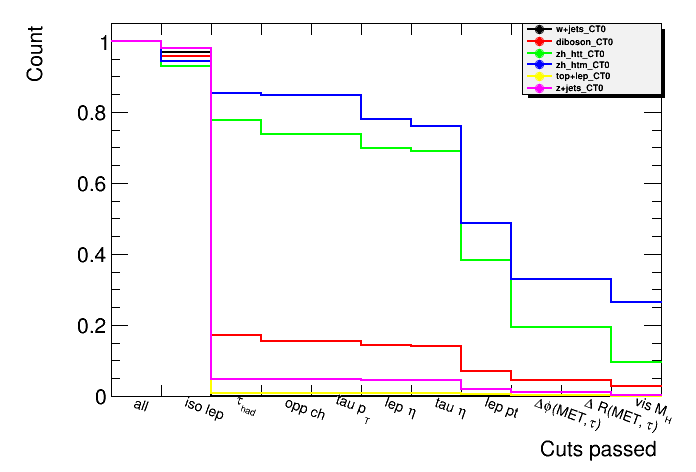 Count
1
0.8
0.6
0.4
0.2
0
w+jets_CT0
diboson_CT0
zh_htt_CT0
zh_htm_CT0
top+lep_CT0
z+jets_CT0
all
iso lep
τhad
opp ch
tau pT
lep η
tau η
lep pt
Δφ(MET,τ)
Δ R(MET, τ)
vis MH
Cuts passed